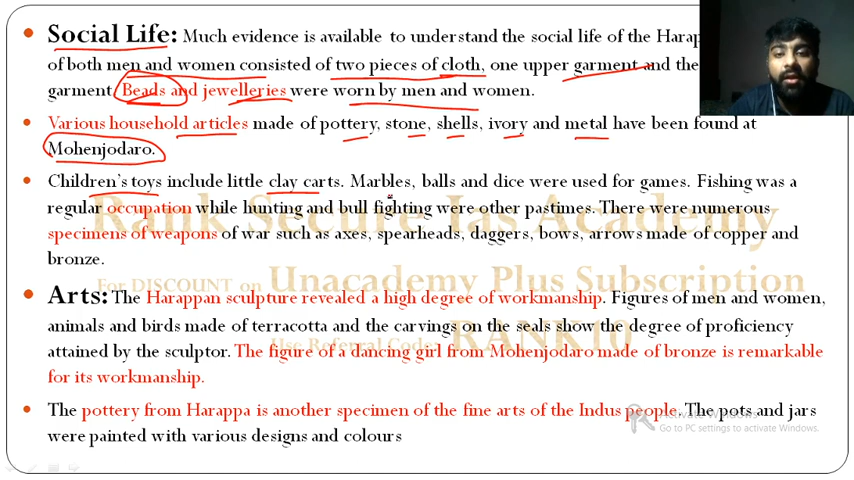 Social Life: Much evidence is available to understand the social life of the Harap
of both men and women consisted of two pieces of cloth, one upper garment and the
garment. Beads and jewelleries were worn by men and women.
Various household articles made of pottery, stone, shells, ivory and metal have been found at
Mohenjodaro.
Children's toys include little clay carts. Marbles, balls and dice were used for games. Fishing was a
regular occupation while hunting and bull fighting were other pastimes. There were numerous
specimens of weapons of war such as axes, spearheads, daggers, bows, arrows made of copper and
bronze.
Rank Secure Ias Academy
For DISCOUNT on Unacademy Plus Subscription
Use Referral Code: RANK10
Arts: The Harappan sculpture revealed a high degree of workmanship. Figures of men and women,
animals and birds made of terracotta and the carvings on the seals show the degree of proficiency
attained by the sculptor. The figure of a dancing girl from Mohenjodaro made of bronze is remarkable
for its workmanship.
The pottery from Harappa is another specimen of the fine arts of the Indus people. The pots and jars
were painted with various designs and colours
Activate Windows
Go to PC settings to activate Windows.